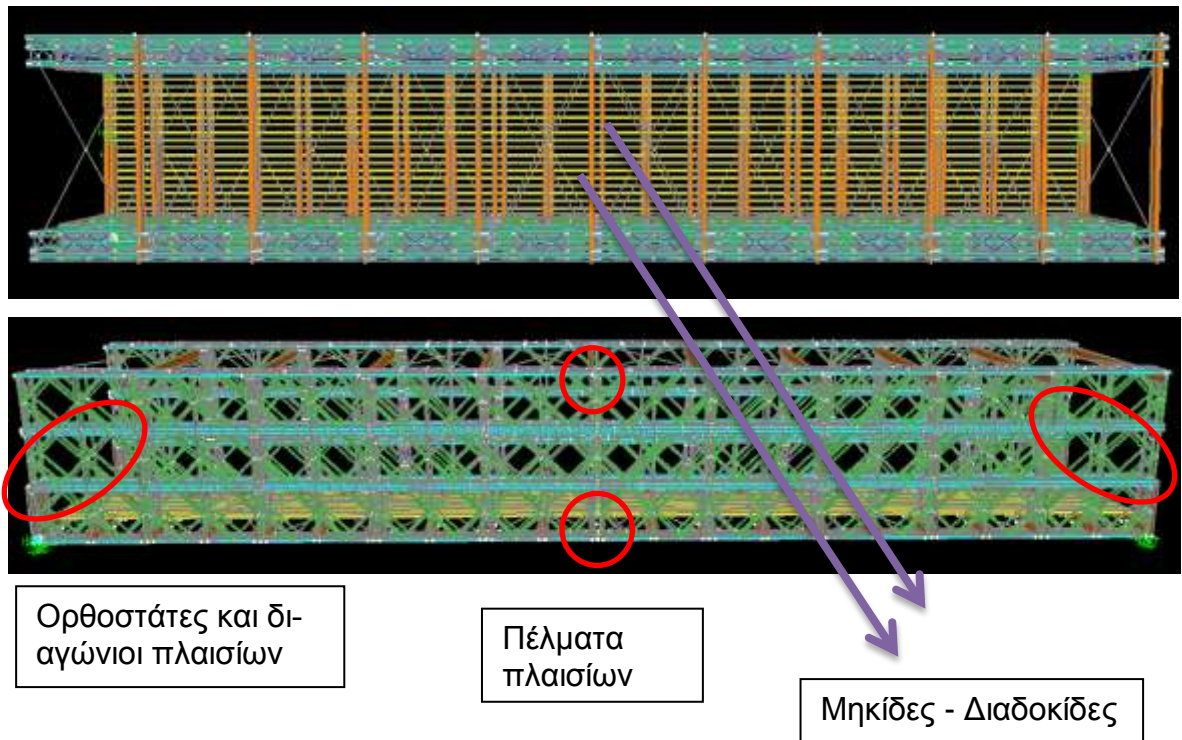 Ορθοστάτες και δι-
αγώνιοι πλαισίων
Πέλματα
πλαισίων
Μηκίδες - Διαδοκίδες